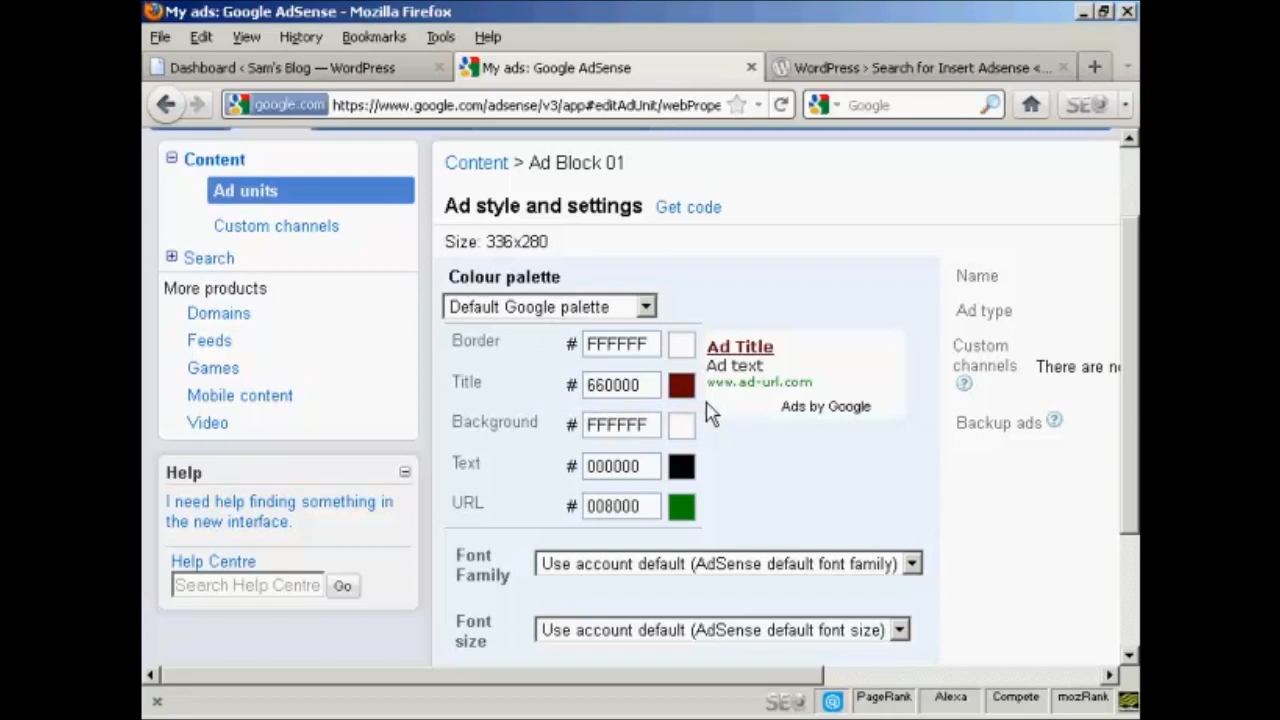 My ads: Google AdSense - Mozilla Firefox
File Edit View History Bookmarks Tools Help
Dashboard ‹ Sam's Blog — WordPress
My ads: Google AdSense
WordPress › Search for Insert Adsense «...
google.com https://www.google.com/adsense/v3/app#editAdUnit/webPrope
Google
SEO
Content
Ad units
Custom channels
Search
More products
Domains
Feeds
Games
Mobile content
Video
Help
I need help finding something in
the new interface.
Help Centre
Search Help Centre Go
Content > Ad Block 01
Ad style and settings Get code
Size: 336x280
Colour palette
Default Google palette
Border # FFFFFF
Title # 660000
Background # FFFFFF
Text # 000000
URL # 008000
Ad Title
Ad text
www.ad-url.com
Ads by Google
Font
Family
Use account default (AdSense default font family)
Font
size
Use account default (AdSense default font size)
Name
Ad type
Custom
channels There are n
?
Backup ads ?
SEO @ PageRank Alexa Compete mozRank